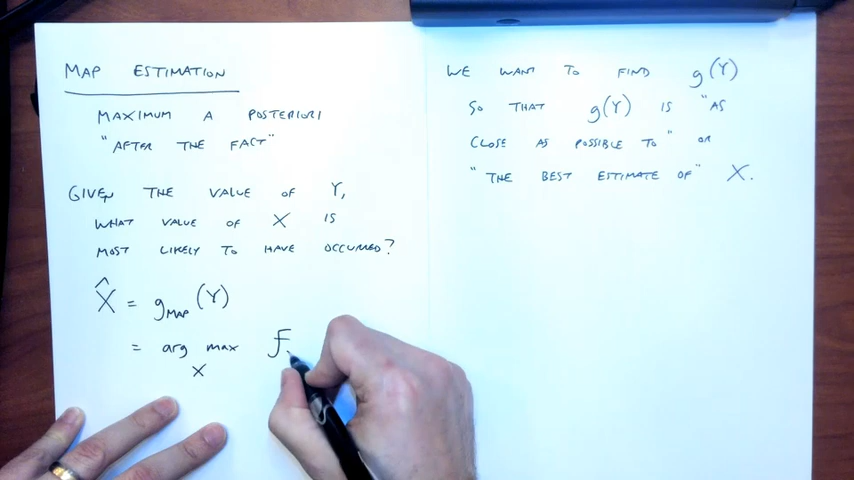 MAP ESTIMATION
MAXIMUM A POSTERIORI
"AFTER THE FACT"
GIVEN THE VALUE OF Y,
WHAT VALUE OF X IS
MOST LIKELY TO HAVE OCCURRED?
X̂ = g_MAP(Y)
= arg max f
X
WE WANT TO FIND g(Y)
SO THAT g(Y) IS "AS
CLOSE AS POSSIBLE TO" OR
"THE BEST ESTIMATE OF" X.